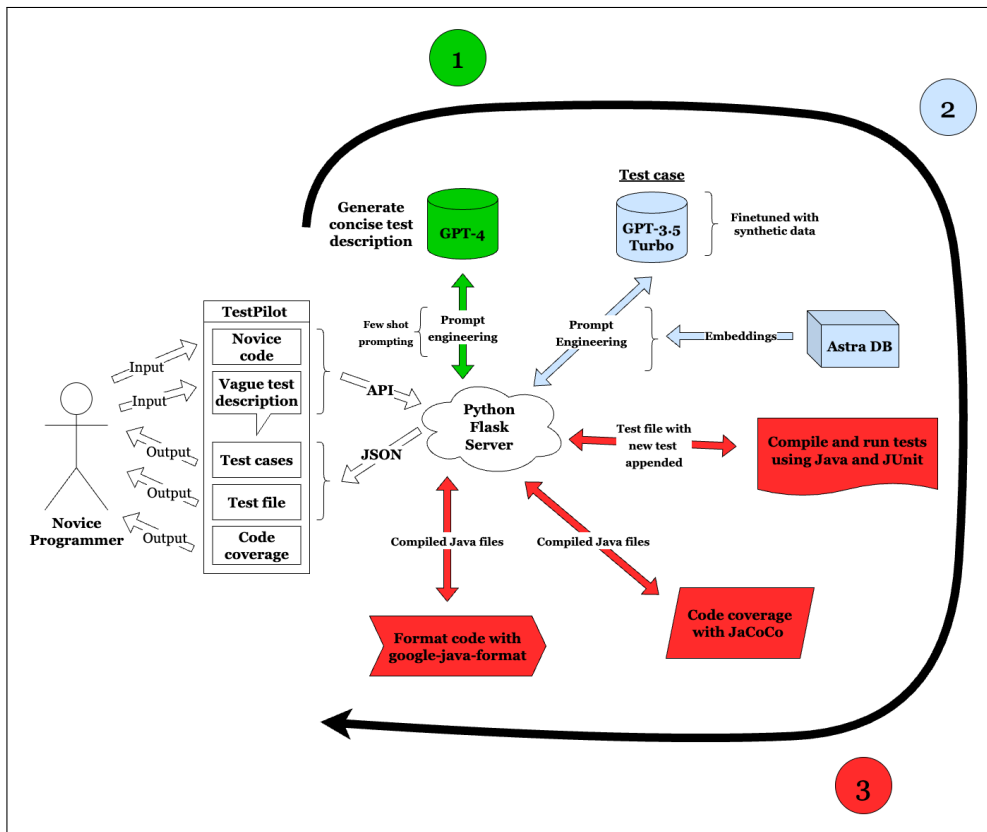 1
2
Test case
Generate
concise test
description
GPT-4
GPT-3.5
Turbo
Finetuned with
synthetic data
TestPilot
Few shot
prompting
Prompt
engineering
Prompt
Engineering
Embeddings
Astra DB
Novice
code
Input
Vague test
description
Input
API
Python
Flask
Server
Test file with
new test
appended
Compile and run tests
using Java and JUnit
Test cases
Output
JSON
Test file
Output
Novice
Programmer
Code
coverage
Output
Compiled Java files
Compiled Java files
Format code with
google-java-format
Code coverage
with JaCoCo
3